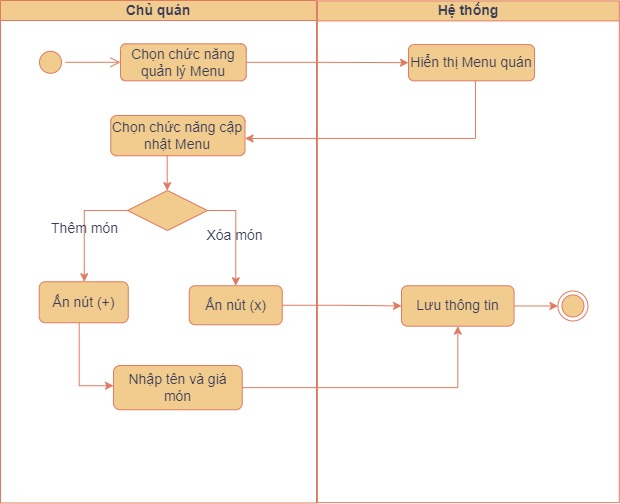 Chủ quán
Hệ thống
Chọn chức năng
quản lý Menu
Hiển thị Menu quán
Chọn chức năng cập
nhật Menu
Thêm món
Xóa món
Ấn nút (+)
Ấn nút (x)
Lưu thông tin
Nhập tên và giá
món